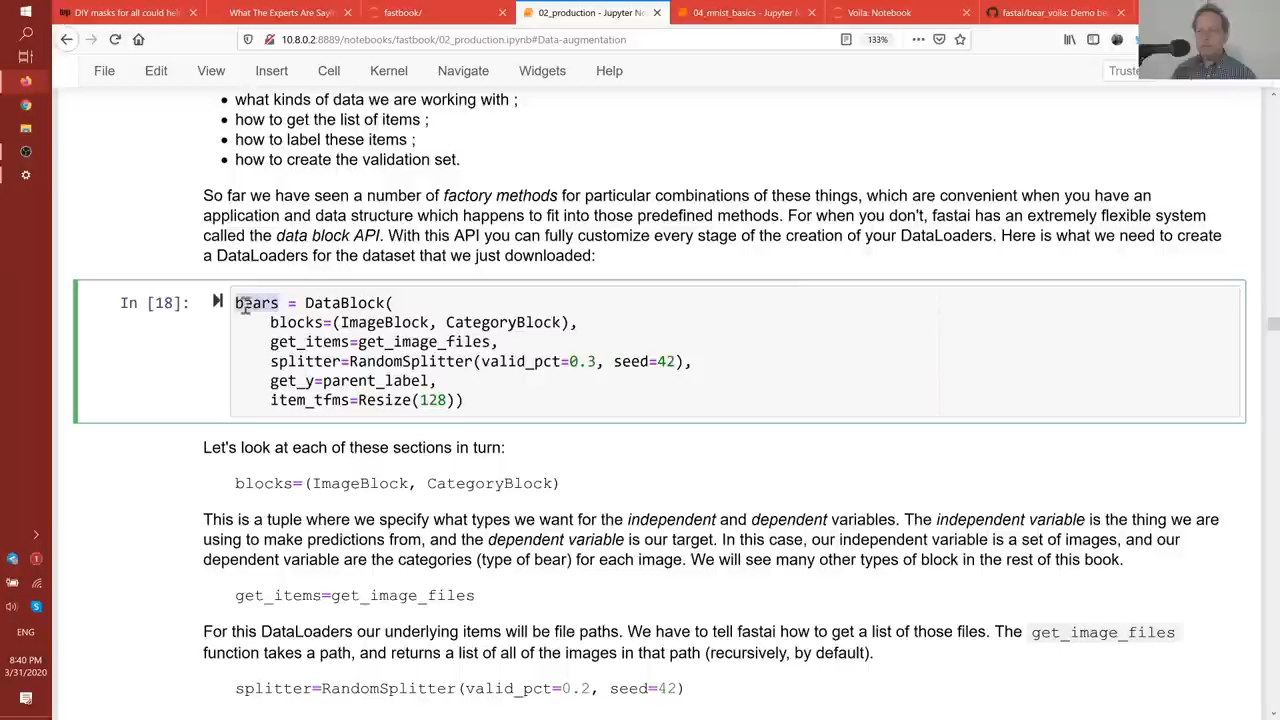 DIY masks for all could hel
What The Experts Are Sayi
fastbook/
02_production - Jupyter No
04_mnist_basics - Jupyter N
Voila: Notebook
fastai/bear_voila: Demo be
10.8.0.2:8889/notebooks/fastbook/02_production.ipynb#Data-augmentation
133%
File Edit View Insert Cell Kernel Navigate Widgets Help
Truste
what kinds of data we are working with ;
how to get the list of items ;
how to label these items ;
how to create the validation set.
So far we have seen a number of factory methods for particular combinations of these things, which are convenient when you have an
application and data structure which happens to fit into those predefined methods. For when you don't, fastai has an extremely flexible system
called the data block API. With this API you can fully customize every stage of the creation of your DataLoaders. Here is what we need to create
a DataLoaders for the dataset that we just downloaded:
In [18]:
bears = DataBlock(
blocks=(ImageBlock, CategoryBlock),
get_items=get_image_files,
splitter=RandomSplitter(valid_pct=0.3, seed=42),
get_y=parent_label,
item_tfms=Resize(128))
Let's look at each of these sections in turn:
blocks=(ImageBlock, CategoryBlock)
This is a tuple where we specify what types we want for the independent and dependent variables. The independent variable is the thing we are
using to make predictions from, and the dependent variable is our target. In this case, our independent variable is a set of images, and our
dependent variable are the categories (type of bear) for each image. We will see many other types of block in the rest of this book.
get_items=get_image_files
For this DataLoaders our underlying items will be file paths. We have to tell fastai how to get a list of those files. The get_image_files
function takes a path, and returns a list of all of the images in that path (recursively, by default).
splitter=RandomSplitter(valid_pct=0.2, seed=42)
ENG
8:40 PM
3/31/2020